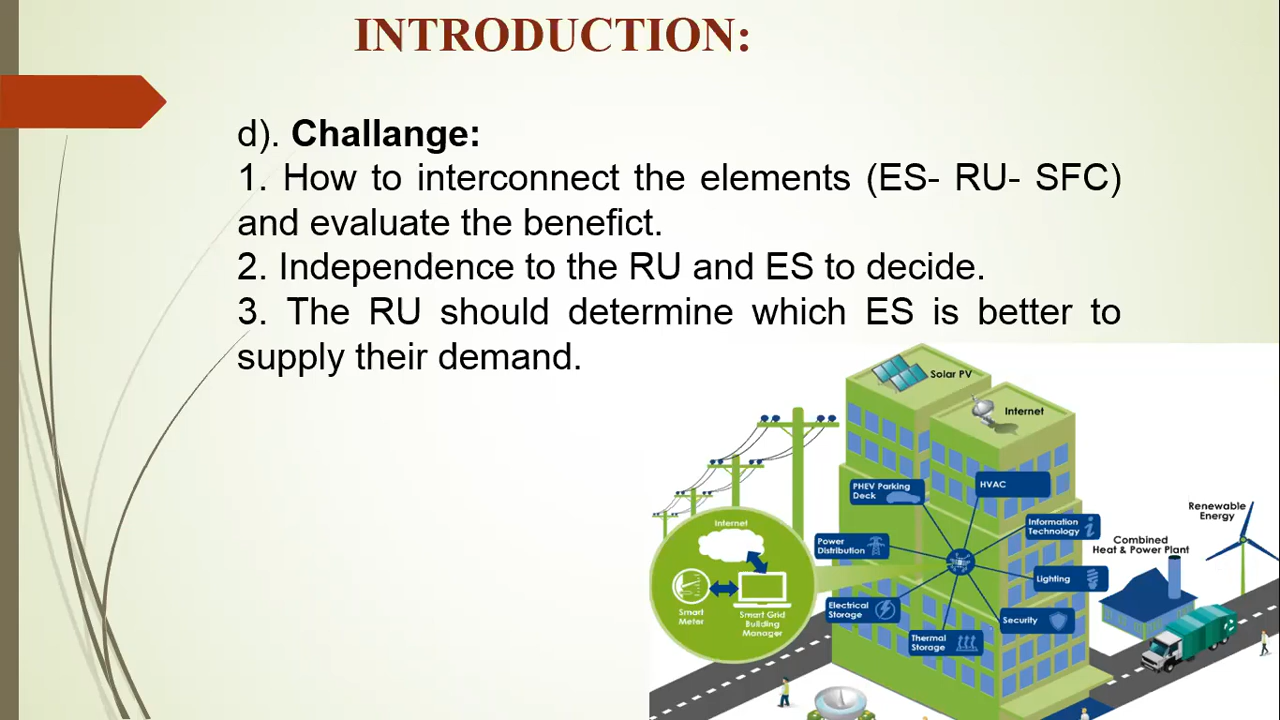 INTRODUCTION:
d). Challange:
1. How to interconnect the elements (ES- RU- SFC)
and evaluate the benefict.
2. Independence to the RU and ES to decide.
3. The RU should determine which ES is better to
supply their demand.
Solar PV
Internet
PHEV Parking
Deck
HVAC
Information
Technology
Power
Distribution
Lighting
Electrical
Storage
Security
Thermal
Storage
Internet
Smart
Meter
Smart Grid
Building
Manager
Combined
Heat & Power Plant
Renewable
Energy